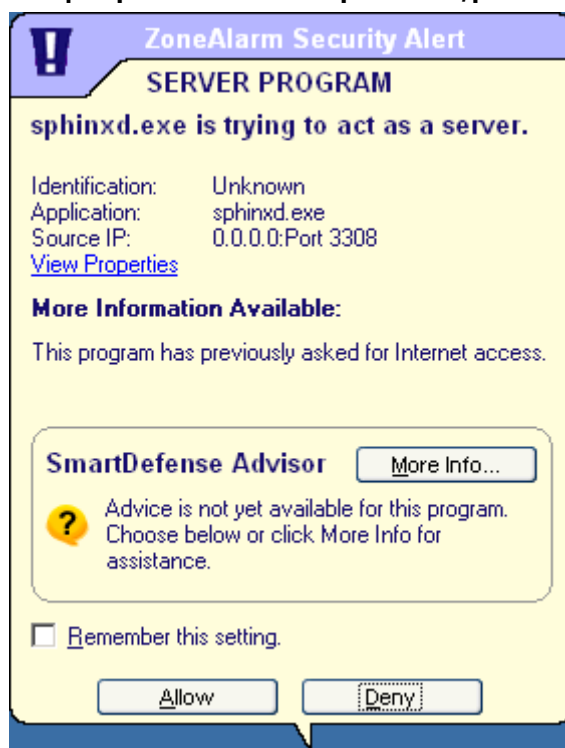 ZoneAlarm Security Alert
SERVER PROGRAM
sphinxd.exe is trying to act as a server.
Identification: Unknown
Application: sphinxd.exe
Source IP: 0.0.0.0:Port 3308
View Properties
More Information Available:
This program has previously asked for Internet access.
SmartDefense Advisor More Info...
Advice is not yet available for this program.
Choose below or click More Info for
assistance.
Remember this setting.
Allow Deny